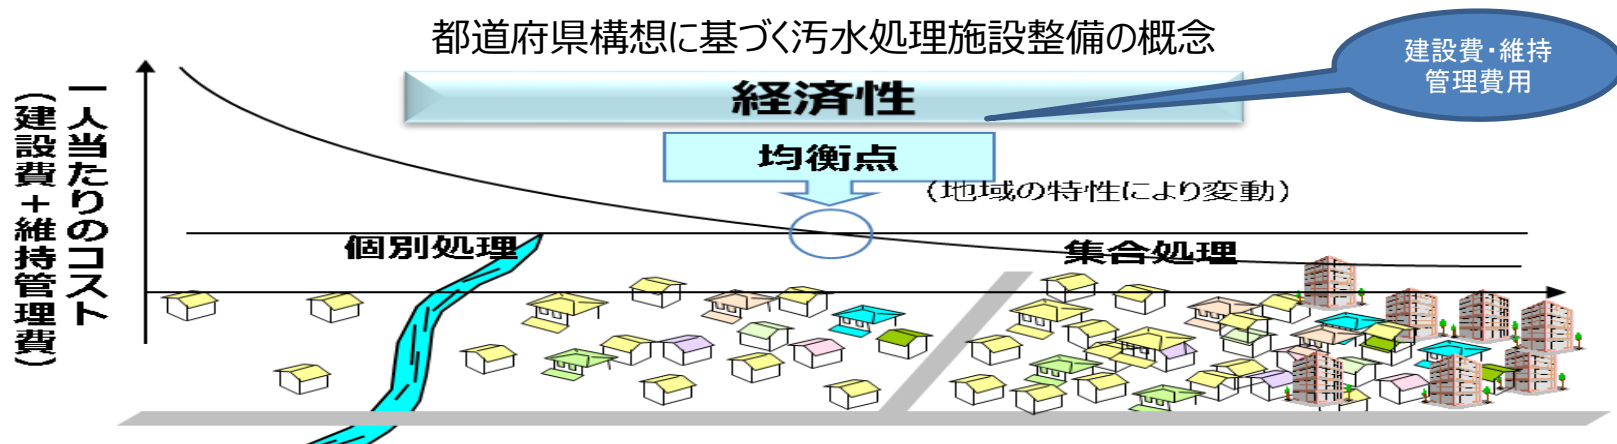 都道府県構想に基づく汚水処理施設整備の概念
建設費・維持
管理費用
経済性
均衡点
(地域の特性により変動)
一人当たりのコスト
(建設費+維持管理費)
個別処理
集合処理